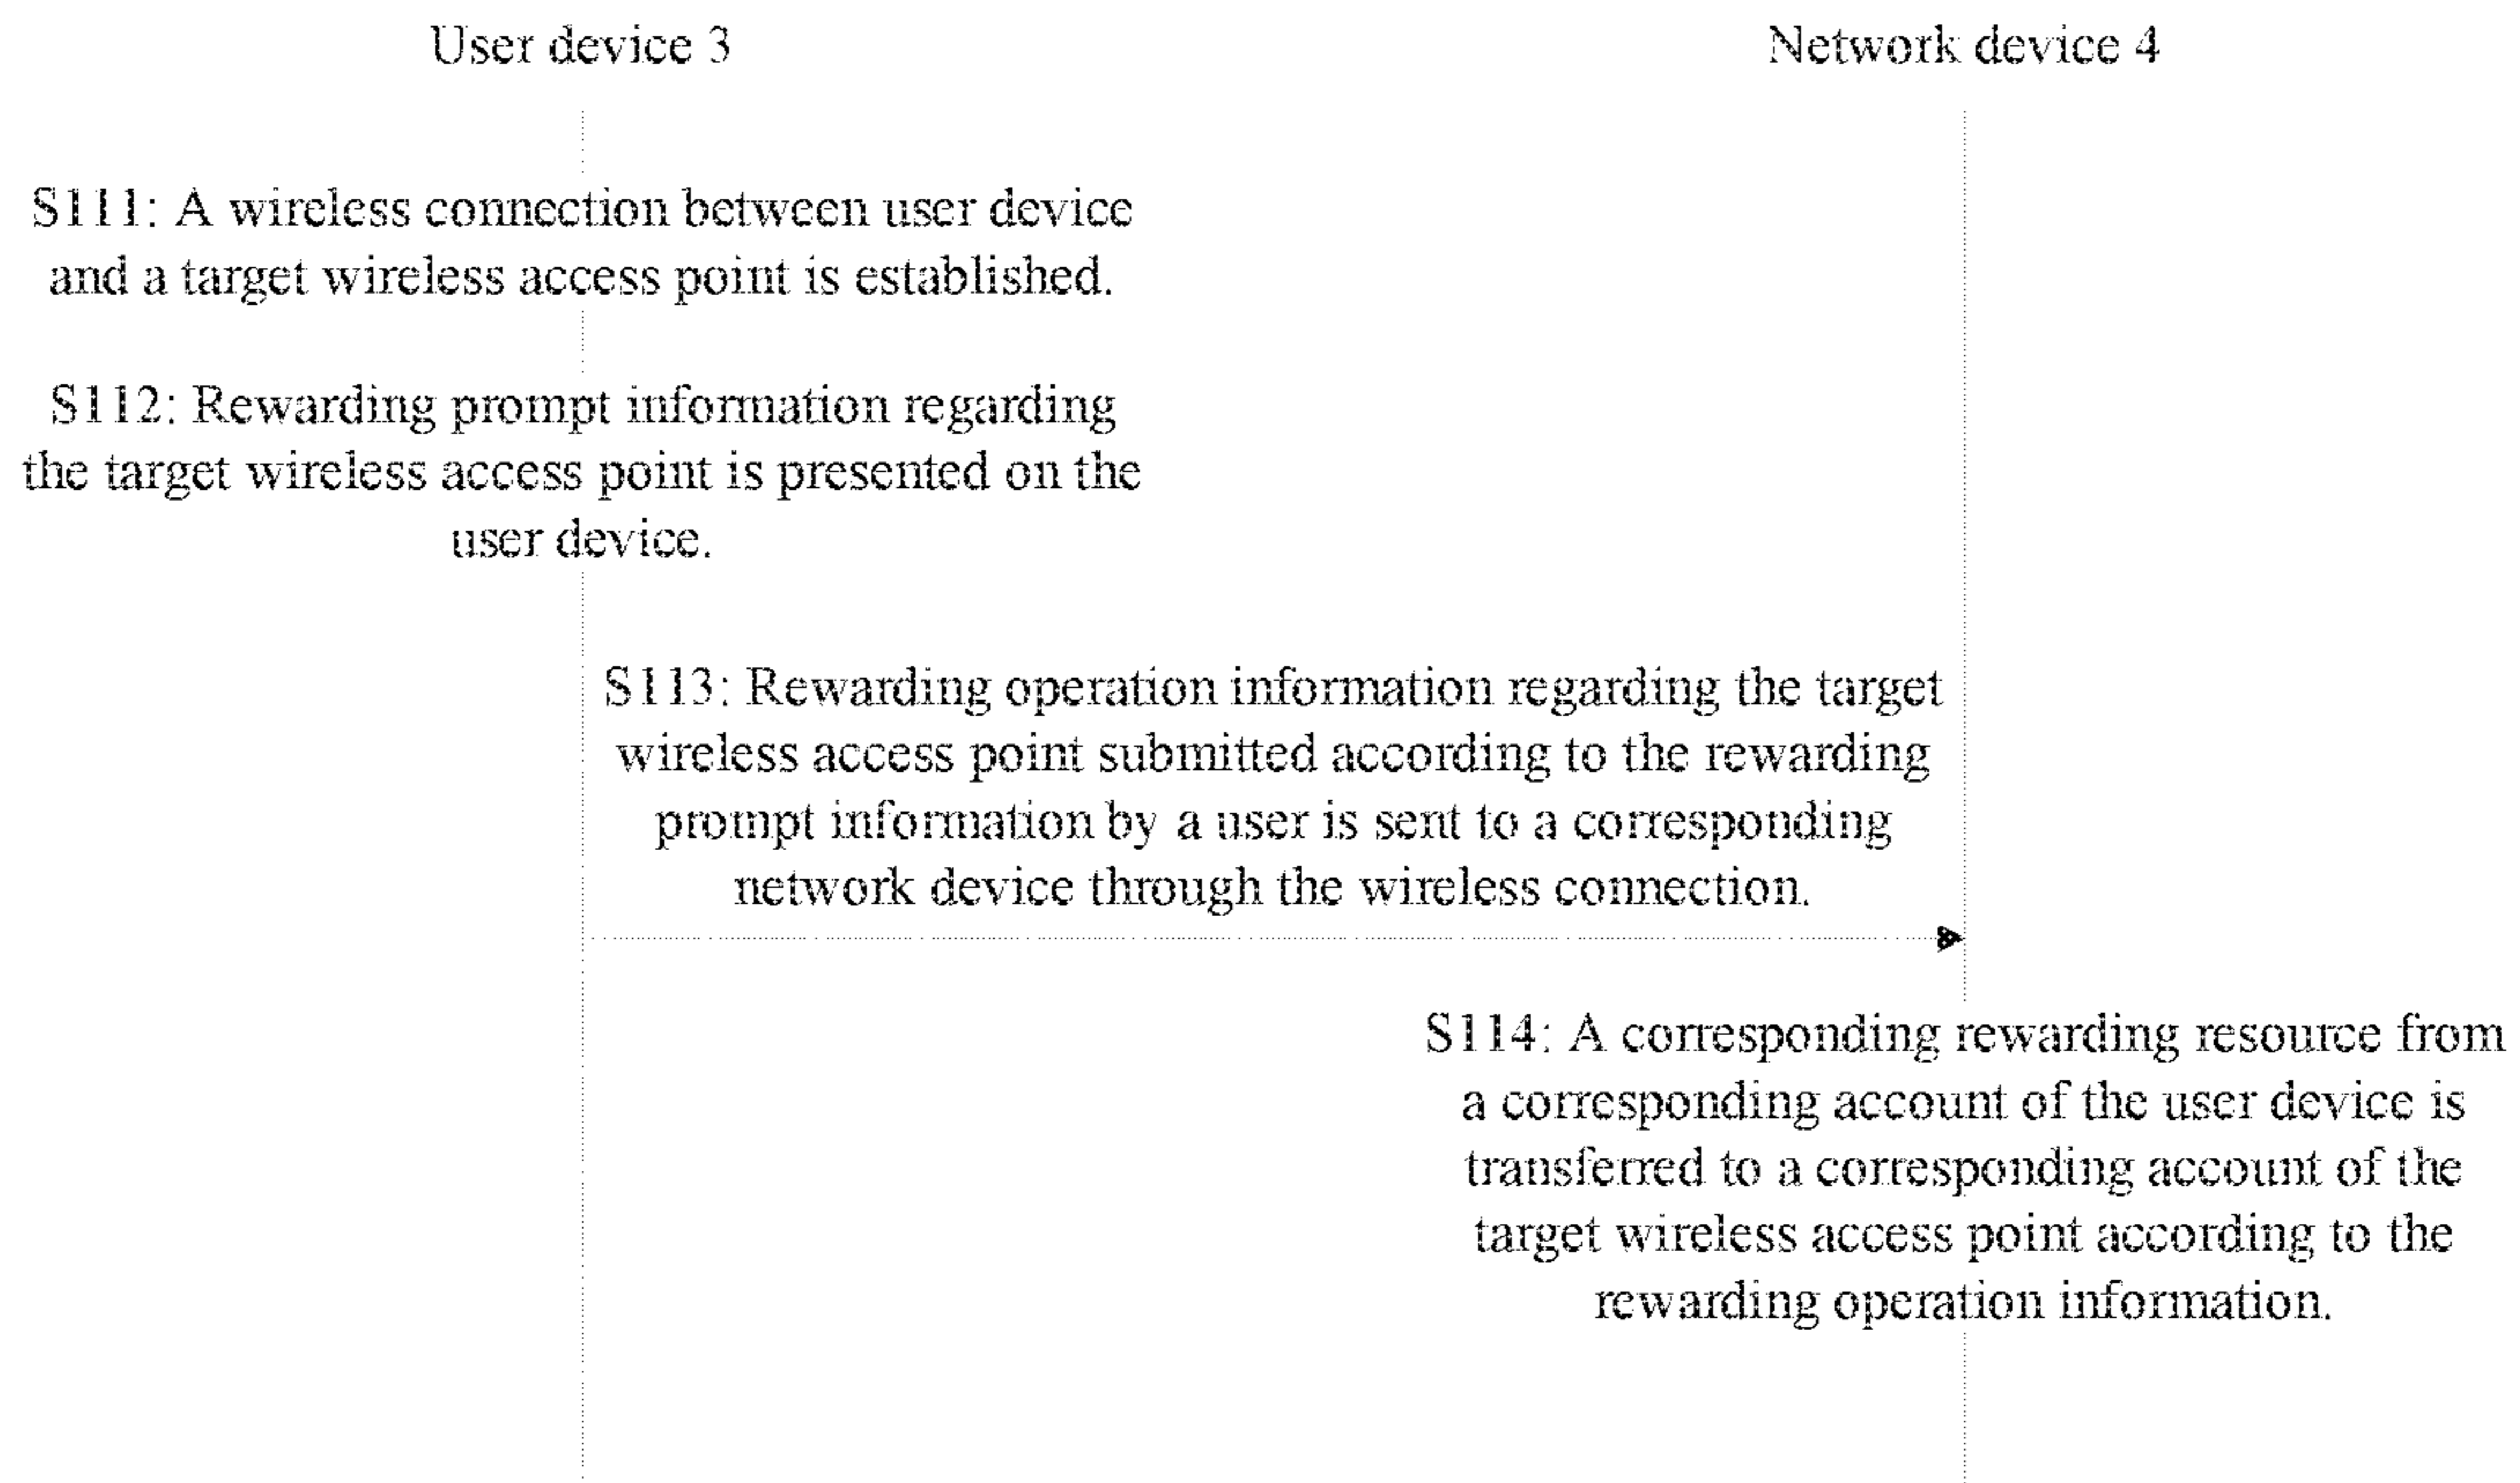 User device 3
Network device 4
S111: A wireless connection between user device
and a target wireless access point is established.
S112: Rewarding prompt information regarding
the target wireless access point is presented on the
user device.
S113: Rewarding operation information regarding the target
wireless access point submitted according to the rewarding
prompt information by a user is sent to a corresponding
network device through the wireless connection.
S114: A corresponding rewarding resource from
a corresponding account of the user device is
transferred to a corresponding account of the
target wireless access point according to the
rewarding operation information.